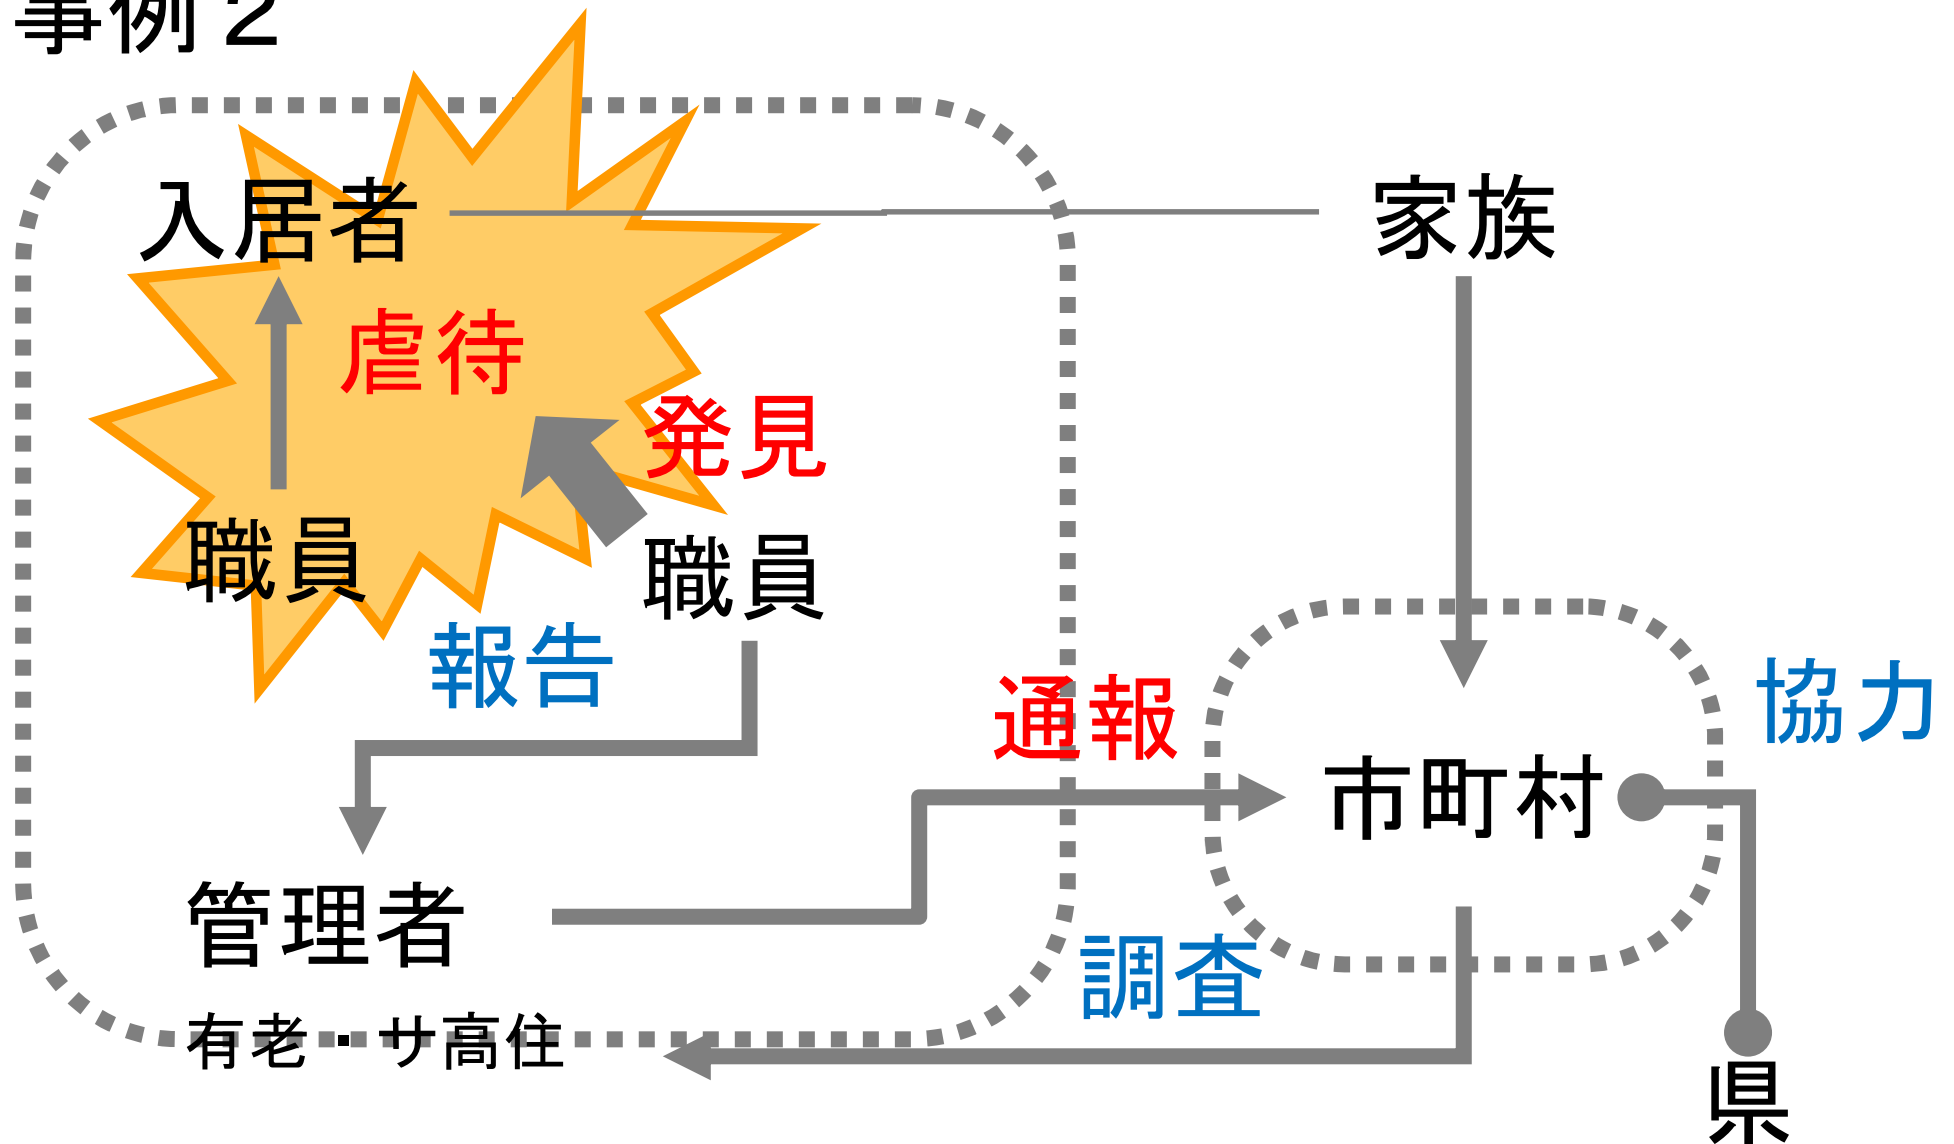 事例２
入居者
家族
虐待
発見
職員
職員
報告
通報
協力
市町村
管理者
調査
有老・サ高住
県